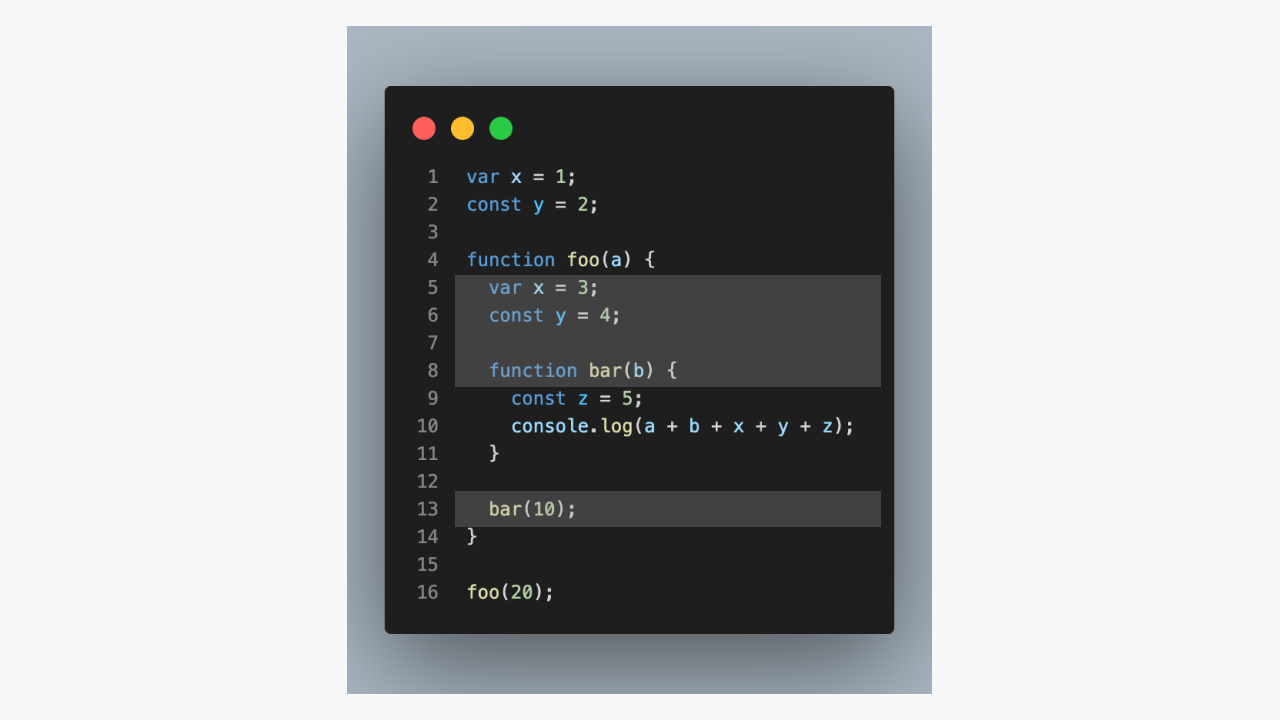 1 var x = 1;
2 const y = 2;
3
4 function foo(a) {
5   var x = 3;
6   const y = 4;
7
8   function bar(b) {
9     const z = 5;
10     console.log(a + b + x + y + z);
11   }
12
13   bar(10);
14 }
15
16 foo(20);